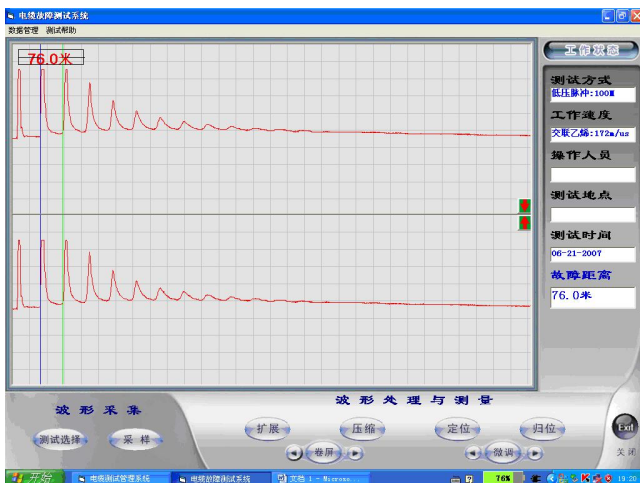 电缆故障测试系统
数据管理 测试帮助
76.0米
工作状态
测试方式
低压脉冲:100M
工作速度
交联乙烯:172m/us
操作人员
测试地点
测试时间
06-21-2007
故障距离
76.0米
波形采集
波形处理与测量
测试选择
采样
扩展
压缩
定位
归位
卷屏
微调
Exit
关闭
开始
电缆测试管理系统
电缆故障测试系统
文档 1 - Microso...
76%
19:20